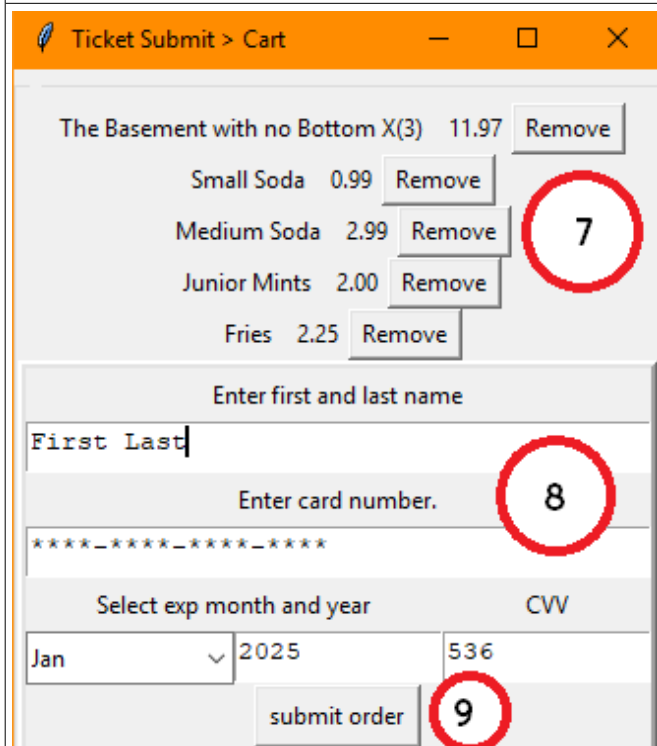 Ticket Submit > Cart
The Basement with no Bottom X(3) 11.97 Remove
Small Soda 0.99 Remove
Medium Soda 2.99 Remove
7
Junior Mints 2.00 Remove
Fries 2.25 Remove
Enter first and last name
First Last
Enter card number.
8
****-****-****-****
Select exp month and year CVV
Jan 2025 536
submit order 9